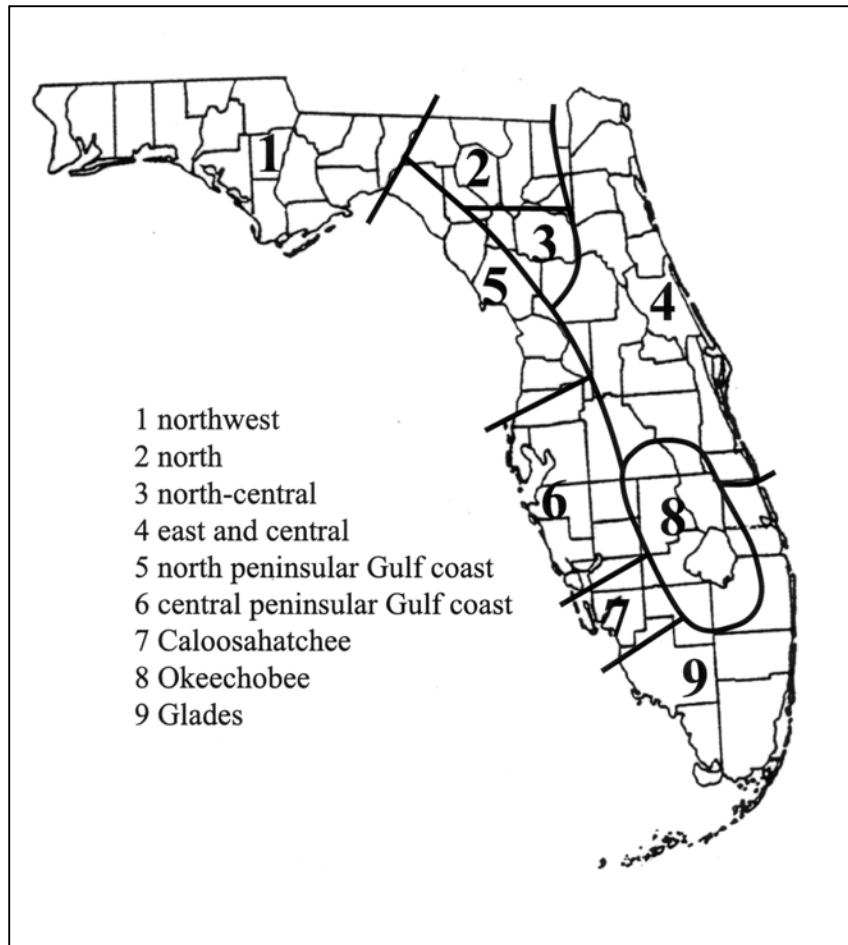 1
2
3
4
5
6
7
8
9
1 northwest
2 north
3 north-central
4 east and central
5 north peninsular Gulf coast
6 central peninsular Gulf coast
7 Caloosahatchee
8 Okeechobee
9 Glades